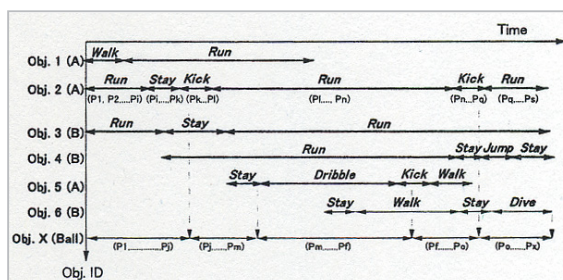 Time
Obj. 1 (A) Walk Run
Obj. 2 (A) Run Stay Kick Run Kick Run
(P1, P2,....,Pi) (Pi,...,Pk) (Pk...Pl) (Pl,..., Pn) (Pn...Pq) (Pq,....Ps)
Obj. 3 (B) Run Stay Run
Obj. 4 (B) Run Stay Jump Stay
Obj. 5 (A) Stay Dribble Kick Walk
Obj. 6 (B) Stay Walk Stay Dive
Obj. X (Ball) (P1,............,Pj) (Pj,....,Pm) (Pm,....,Pf) (Pf,...,Po) (Po,...,Px)
Obj. ID